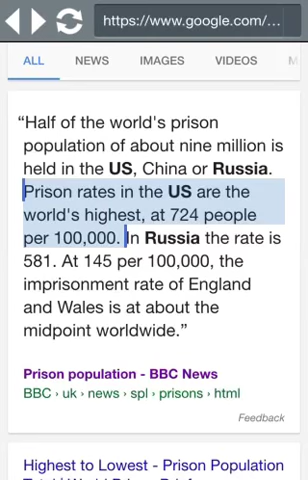 https://www.google.com/...
ALL NEWS IMAGES VIDEOS M
“Half of the world's prison
population of about nine million is
held in the US, China or Russia.
Prison rates in the US are the
world's highest, at 724 people
per 100,000. In Russia the rate is
581. At 145 per 100,000, the
imprisonment rate of England
and Wales is at about the
midpoint worldwide.”
Prison population - BBC News
BBC › uk › news › spl › prisons › html
Feedback
Highest to Lowest - Prison Population